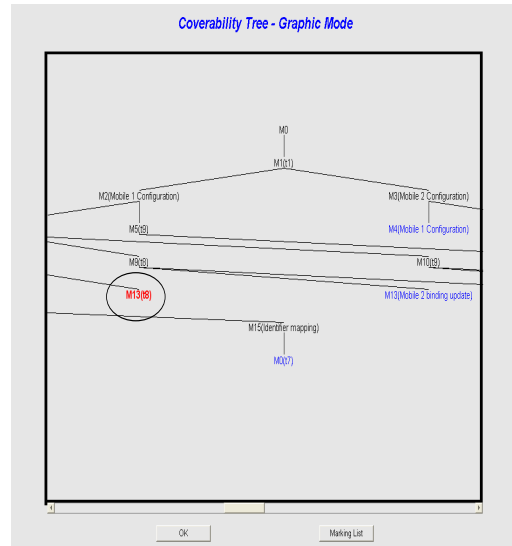 Coverability Tree - Graphic Mode
M0
M1(t1)
M2(Mobile 1 Configuration)
M3(Mobile 2 Configuration)
M5(t9)
M4(Mobile 1 Configuration)
M9(t8)
M10(t9)
M13(t8)
M13(Mobile 2 binding update)
M15(Identifier mapping)
M0(t7)
OK
Marking List